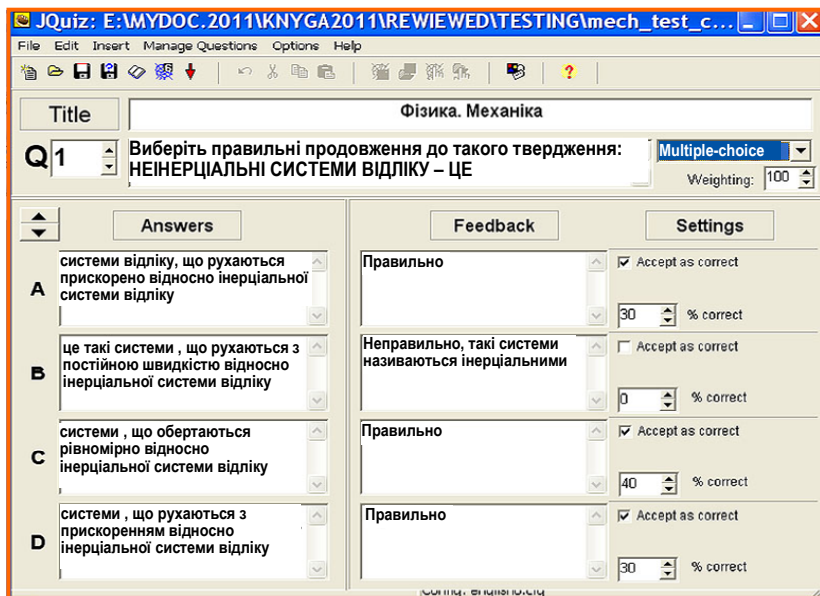 JQuiz: E:\MYDOC.2011\KNYGA2011\REWIEWED\TESTING\mech_test_c...
File Edit Insert Manage Questions Options Help
Title
Фізика. Механіка
Q 1
Виберіть правильні продовження до такого твердження:
НЕІНЕРЦІАЛЬНІ СИСТЕМИ ВІДЛІКУ – ЦЕ
Multiple-choice
Weighting: 100
Answers Feedback Settings
A
системи відліку, що рухаються
прискорено відносно інерціальної
системи відліку
Правильно
Accept as correct
30 % correct
B
це такі системи , що рухаються з
постійною швидкістю відносно
інерціальної системи відліку
Неправильно, такі системи
називаються інерціальними
Accept as correct
0 % correct
C
системи , що обертаються
рівномірно відносно
інерціальної системи відліку
Правильно
Accept as correct
40 % correct
D
системи , що рухаються з
прискоренням відносно
інерціальної системи відліку
Правильно
Accept as correct
30 % correct